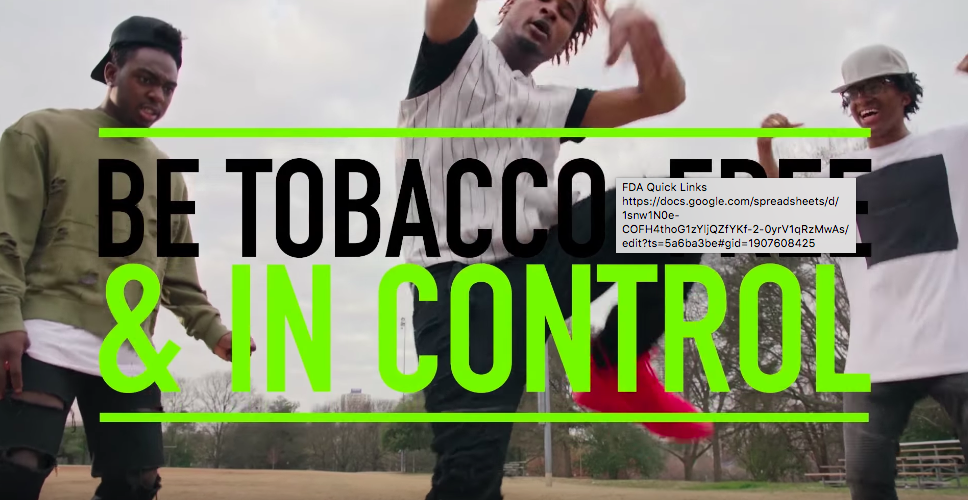 BE TOBACCO FREE
FDA Quick Links
https://docs.google.com/spreadsheets/d/
1snw1N0e-
COFH4thoG1zYljQZfYKf-2-0yrV1qRzMwAs/
edit?ts=5a6ba3be#gid=1907608425
& IN CONTROL